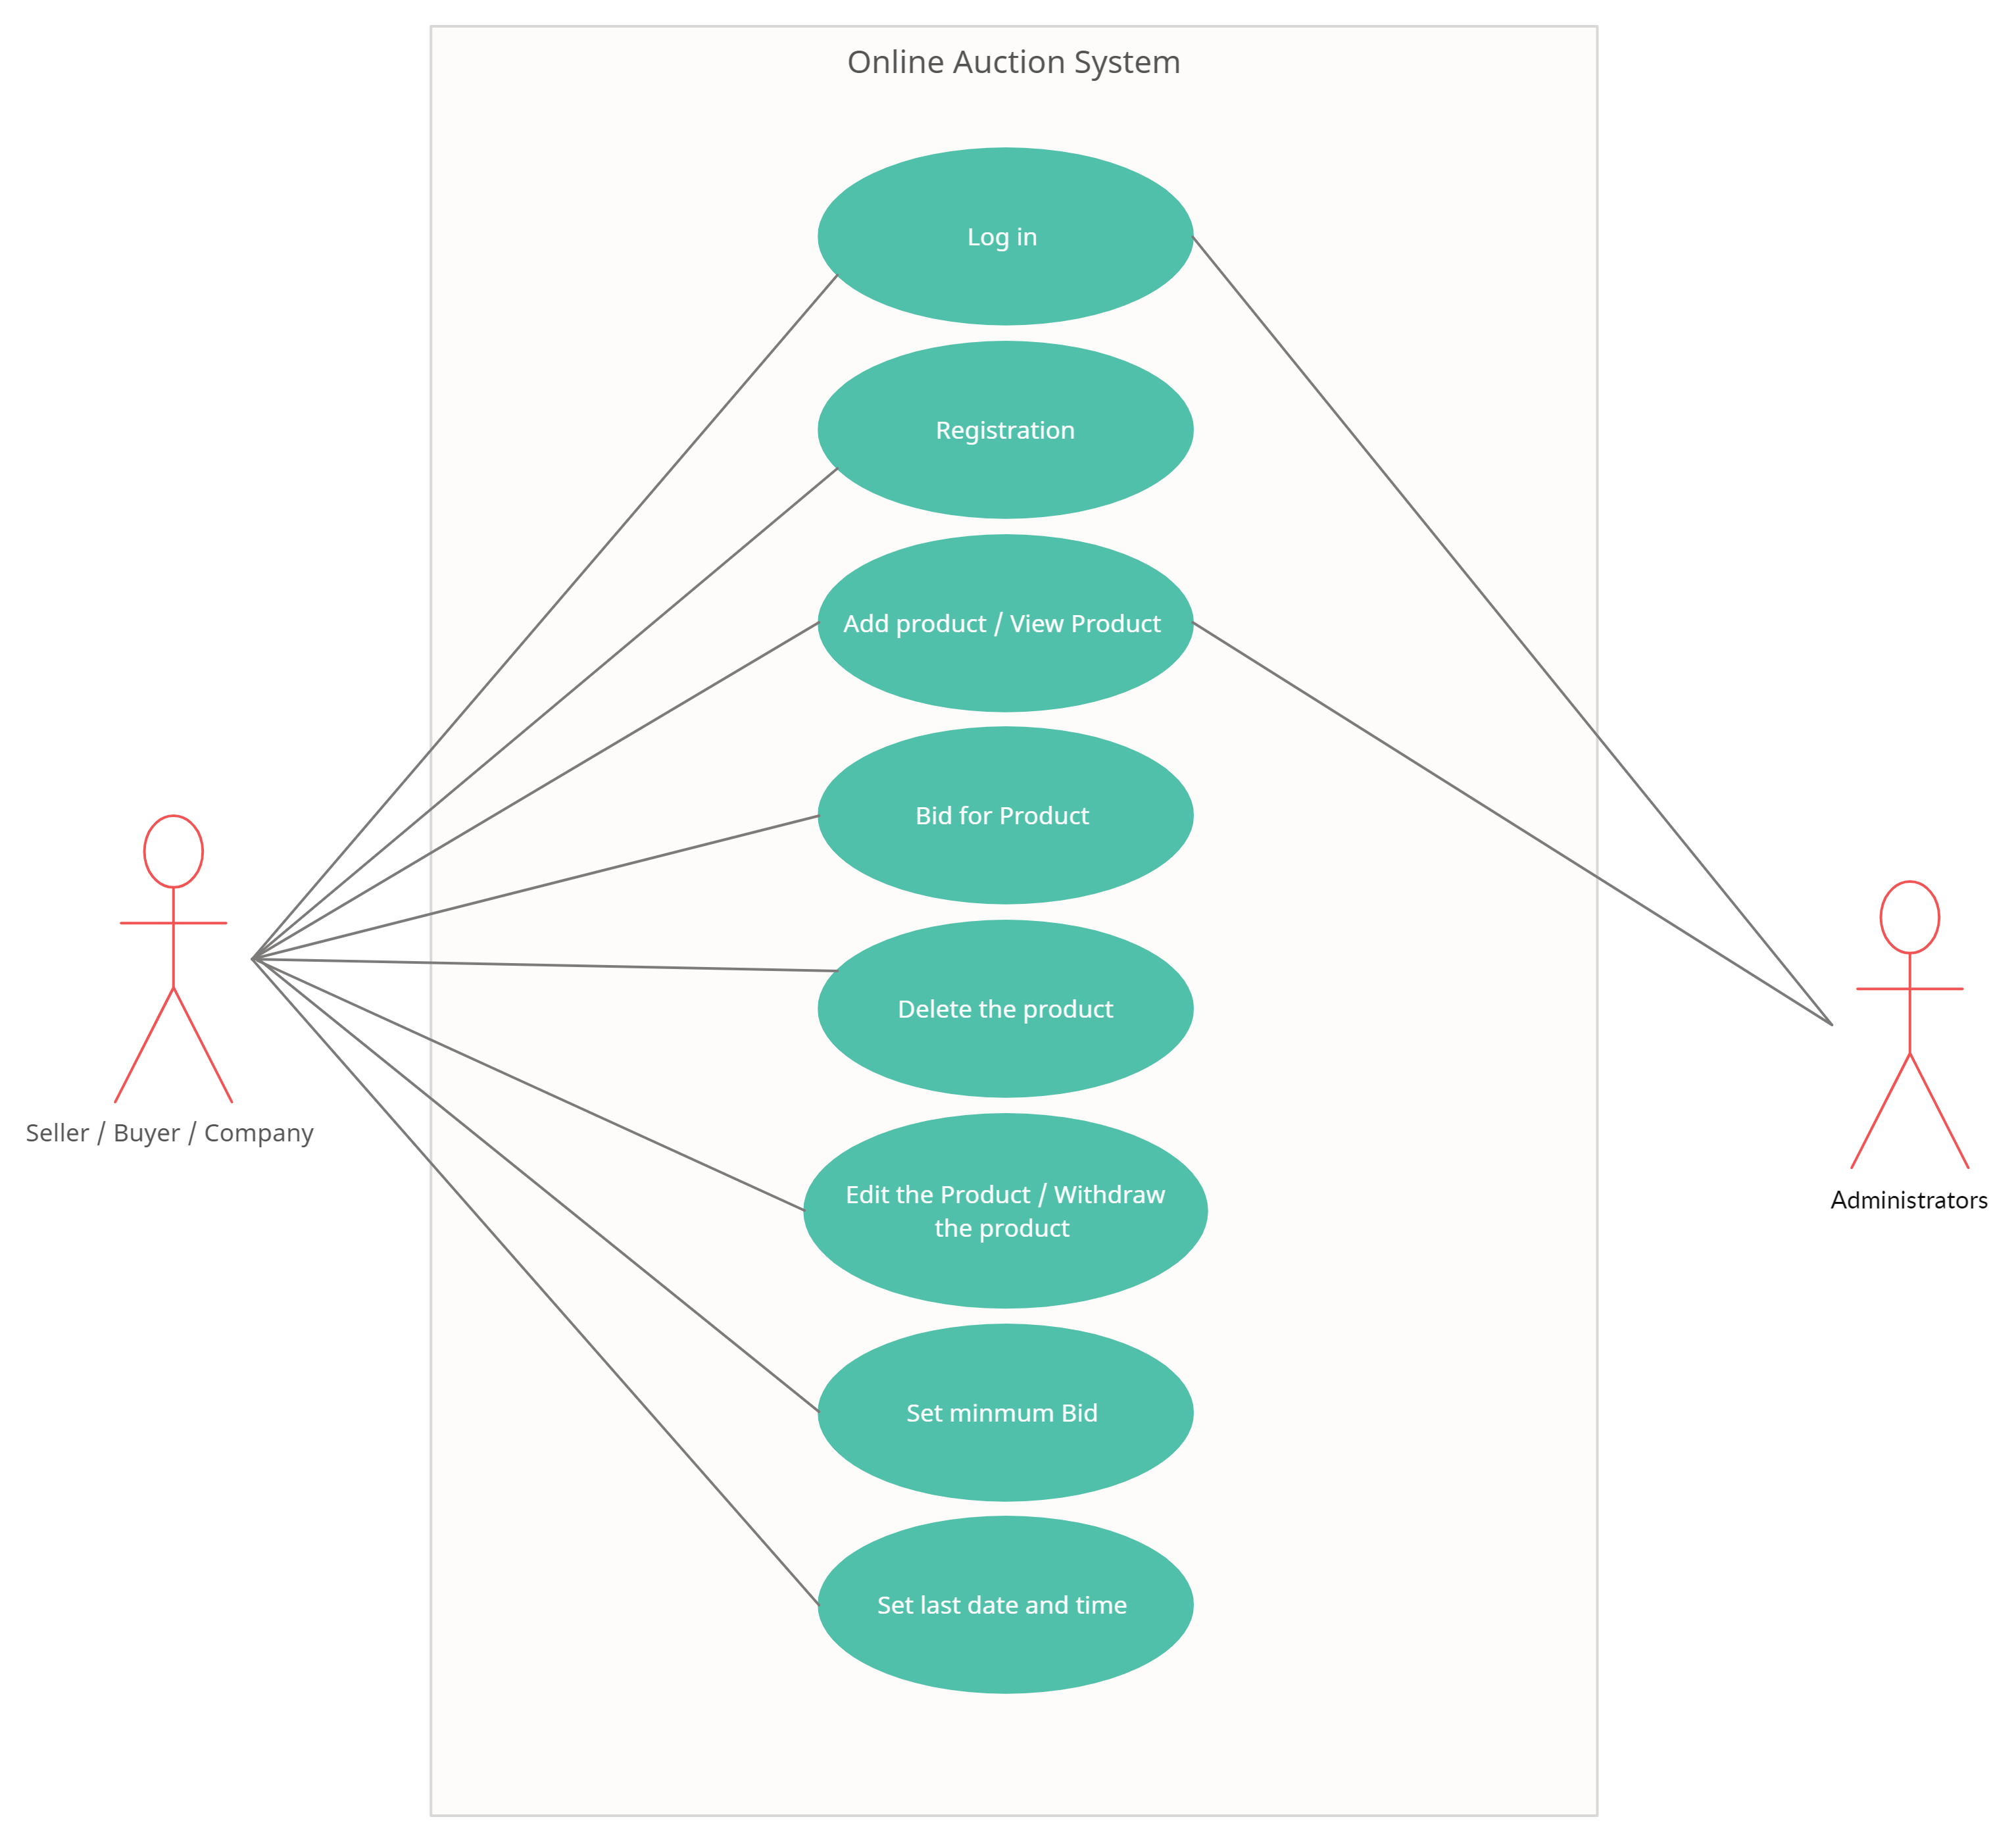 Online Auction System
Log in
Registration
Add product / View Product
Bid for Product
Delete the product
Edit the Product / Withdraw
the product
Set minmum Bid
Set last date and time
Seller / Buyer / Company
Administrators